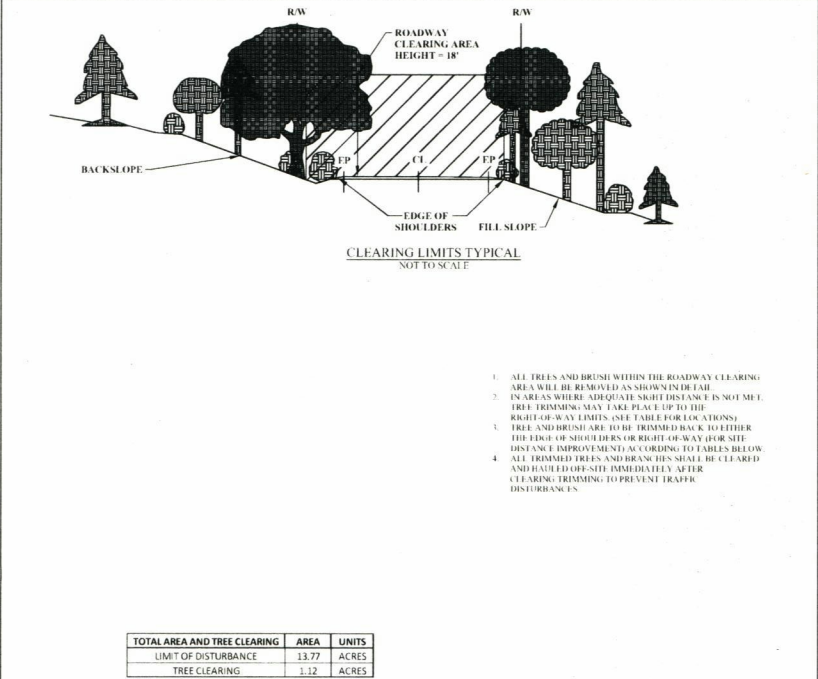 R/W
R/W
ROADWAY
CLEARING AREA
HEIGHT = 18'
EP
CL
EP
BACKSLOPE
EDGE OF
SHOULDERS
FILL SLOPE
CLEARING LIMITS TYPICAL
NOT TO SCALE
1. ALL TREES AND BRUSH WITHIN THE ROADWAY CLEARING
AREA WILL BE REMOVED AS SHOWN IN DETAIL.
2. IN AREAS WHERE ADEQUATE SIGHT DISTANCE IS NOT MET,
TREE TRIMMING MAY TAKE PLACE UP TO THE
RIGHT-OF-WAY LIMITS. (SEE TABLE FOR LOCATIONS)
3. TREE AND BRUSH ARE TO BE TRIMMED BACK TO EITHER
THE EDGE OF SHOULDERS OR RIGHT-OF-WAY (FOR SITE
DISTANCE IMPROVEMENT) ACCORDING TO TABLES BELOW.
4. ALL TRIMMED TREES AND BRANCHES SHALL BE CLEARED
AND HAULED OFF-SITE IMMEDIATELY AFTER
CLEARING TRIMMING TO PREVENT TRAFFIC
DISTURBANCES
TOTAL AREA AND TREE CLEARING AREA UNITS
LIMIT OF DISTURBANCE 13.77 ACRES
TREE CLEARING 1.12 ACRES